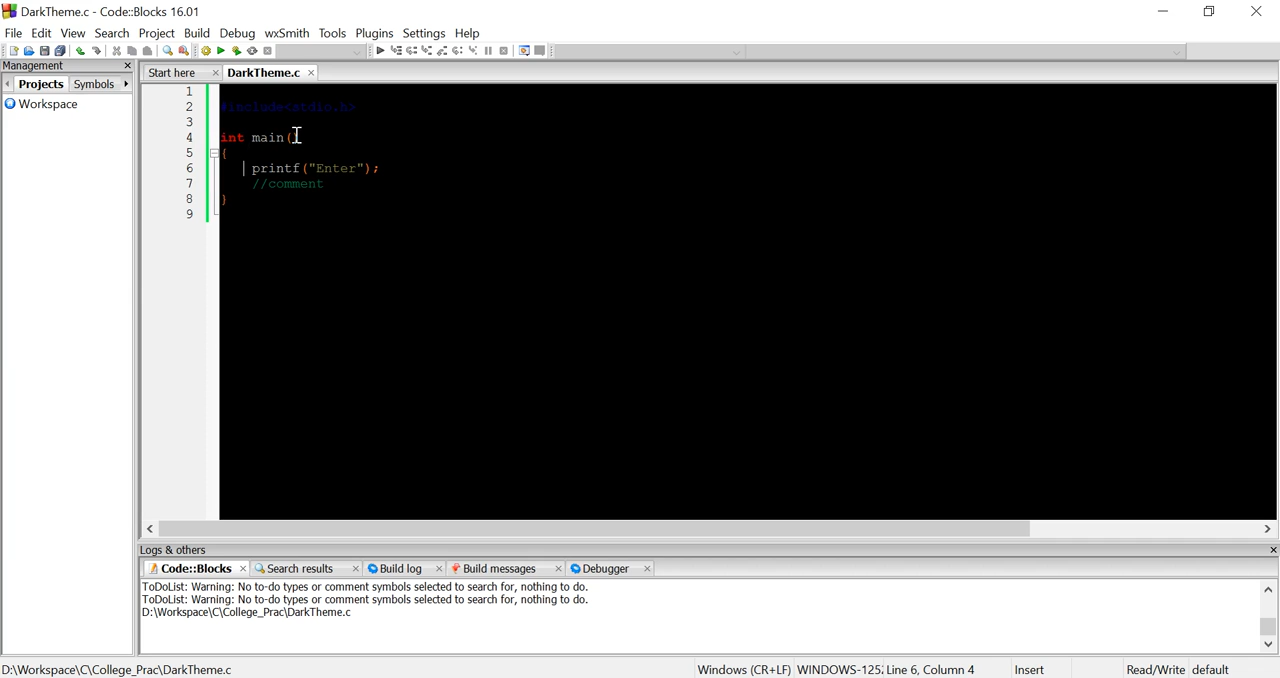 DarkTheme.c - Code::Blocks 16.01
File Edit View Search Project Build Debug wxSmith Tools Plugins Settings Help
Management
Start here DarkTheme.c
Projects Symbols
Workspace
1
2 #include<stdio.h>
3
4 int main()
5 {
6 printf("Enter");
7 //comment
8 }
9
Logs & others
Code::Blocks Search results Build log Build messages Debugger
ToDoList: Warning: No to-do types or comment symbols selected to search for, nothing to do.
ToDoList: Warning: No to-do types or comment symbols selected to search for, nothing to do.
D:\Workspace\C\College_Prac\DarkTheme.c
D:\Workspace\C\College_Prac\DarkTheme.c Windows (CR+LF) WINDOWS-125 Line 6, Column 4 Insert Read/Write default